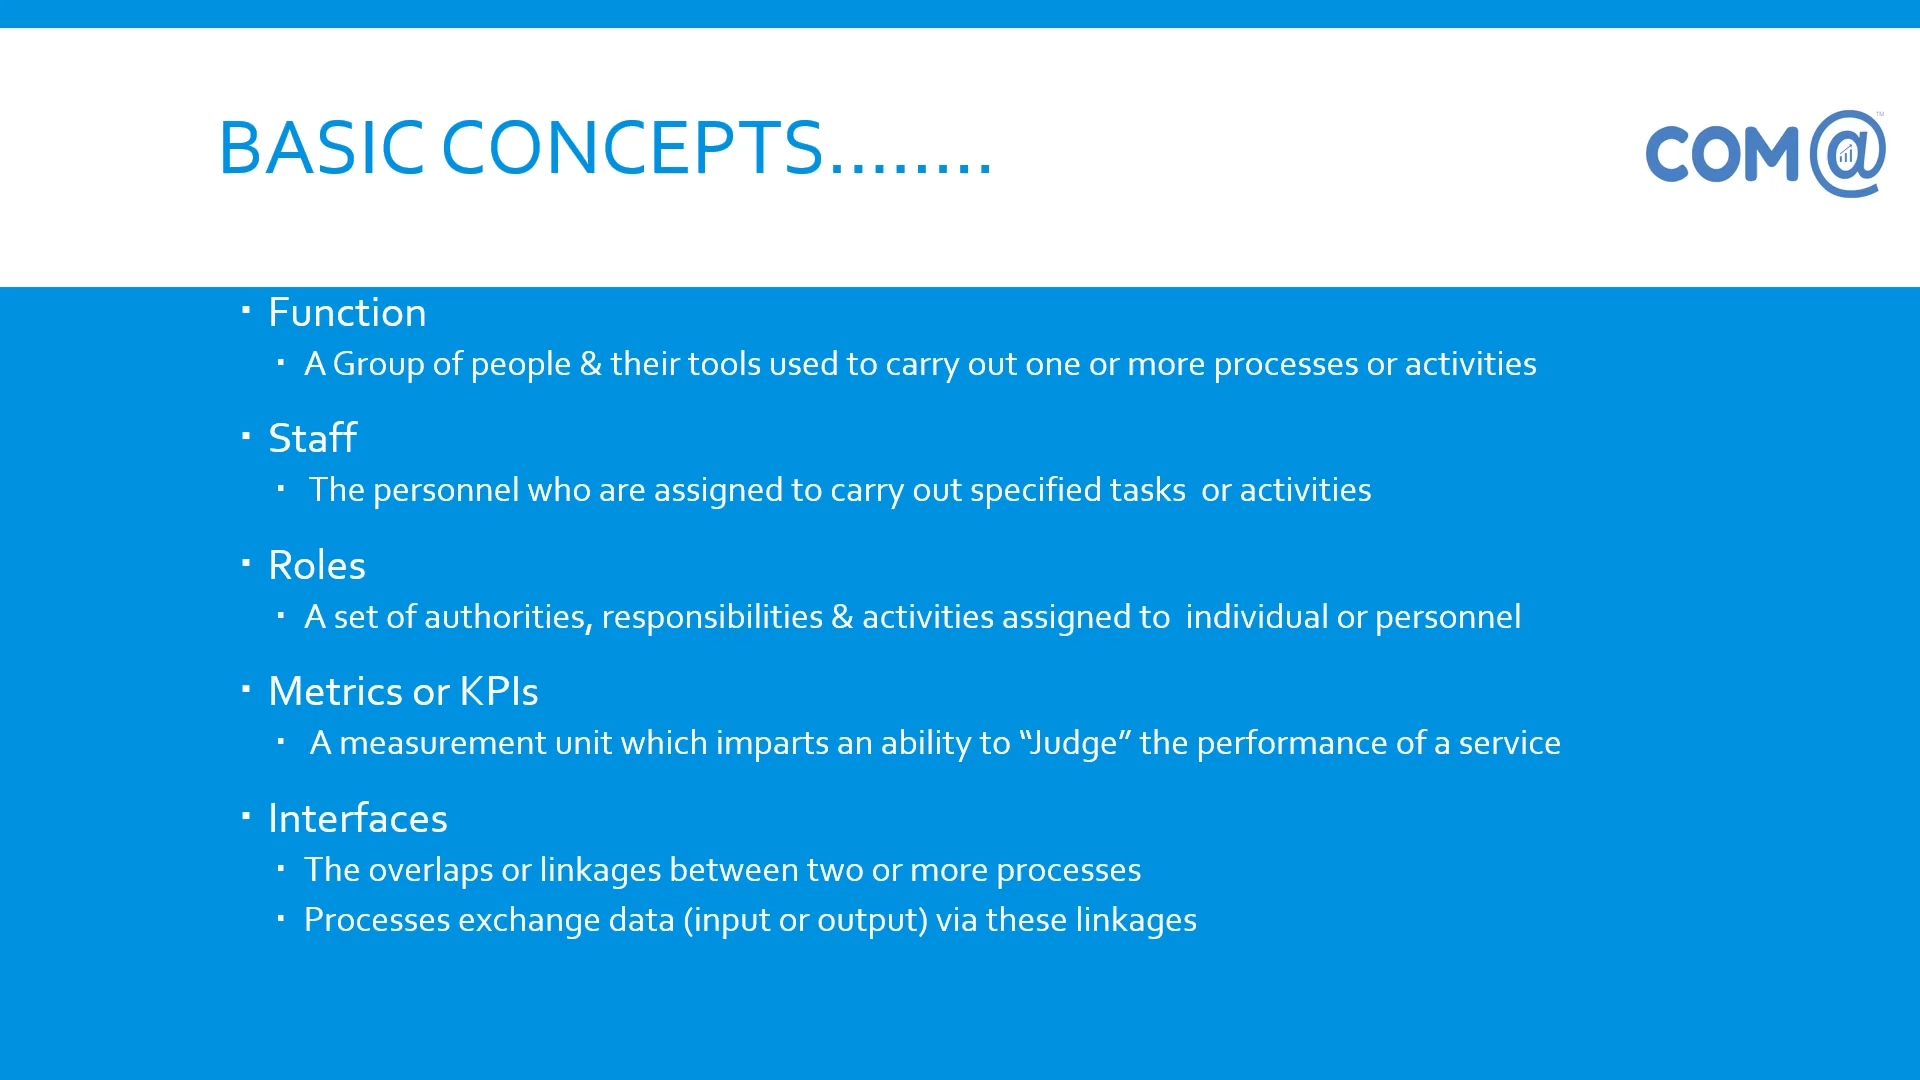 BASIC CONCEPTS........
COM@
TM
▪ Function
▪ A Group of people & their tools used to carry out one or more processes or activities
▪ Staff
▪ The personnel who are assigned to carry out specified tasks  or activities
▪ Roles
▪ A set of authorities, responsibilities & activities assigned to  individual or personnel
▪ Metrics or KPIs
▪ A measurement unit which imparts an ability to “Judge” the performance of a service
▪ Interfaces
▪ The overlaps or linkages between two or more processes
▪ Processes exchange data (input or output) via these linkages